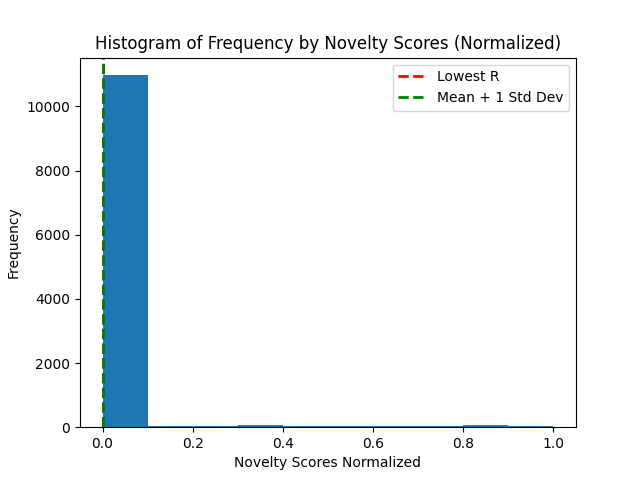 Histogram of Frequency by Novelty Scores (Normalized)
Lowest R
Mean + 1 Std Dev
Frequency
10000
8000
6000
4000
2000
0
0.0 0.2 0.4 0.6 0.8 1.0
Novelty Scores Normalized